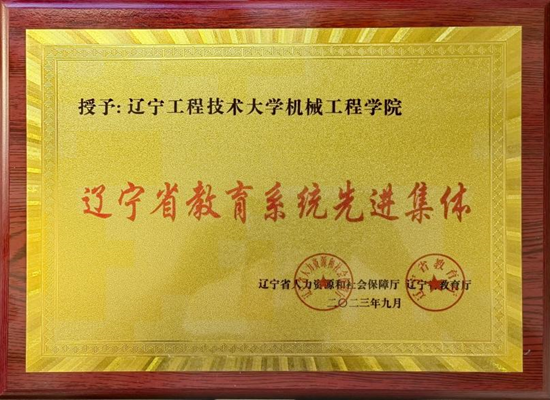 授予:辽宁工程技术大学机械工程学院
辽宁省教育系统先进集体
辽宁省人力资源和社会保障厅 辽宁省教育厅
二〇二三年九月